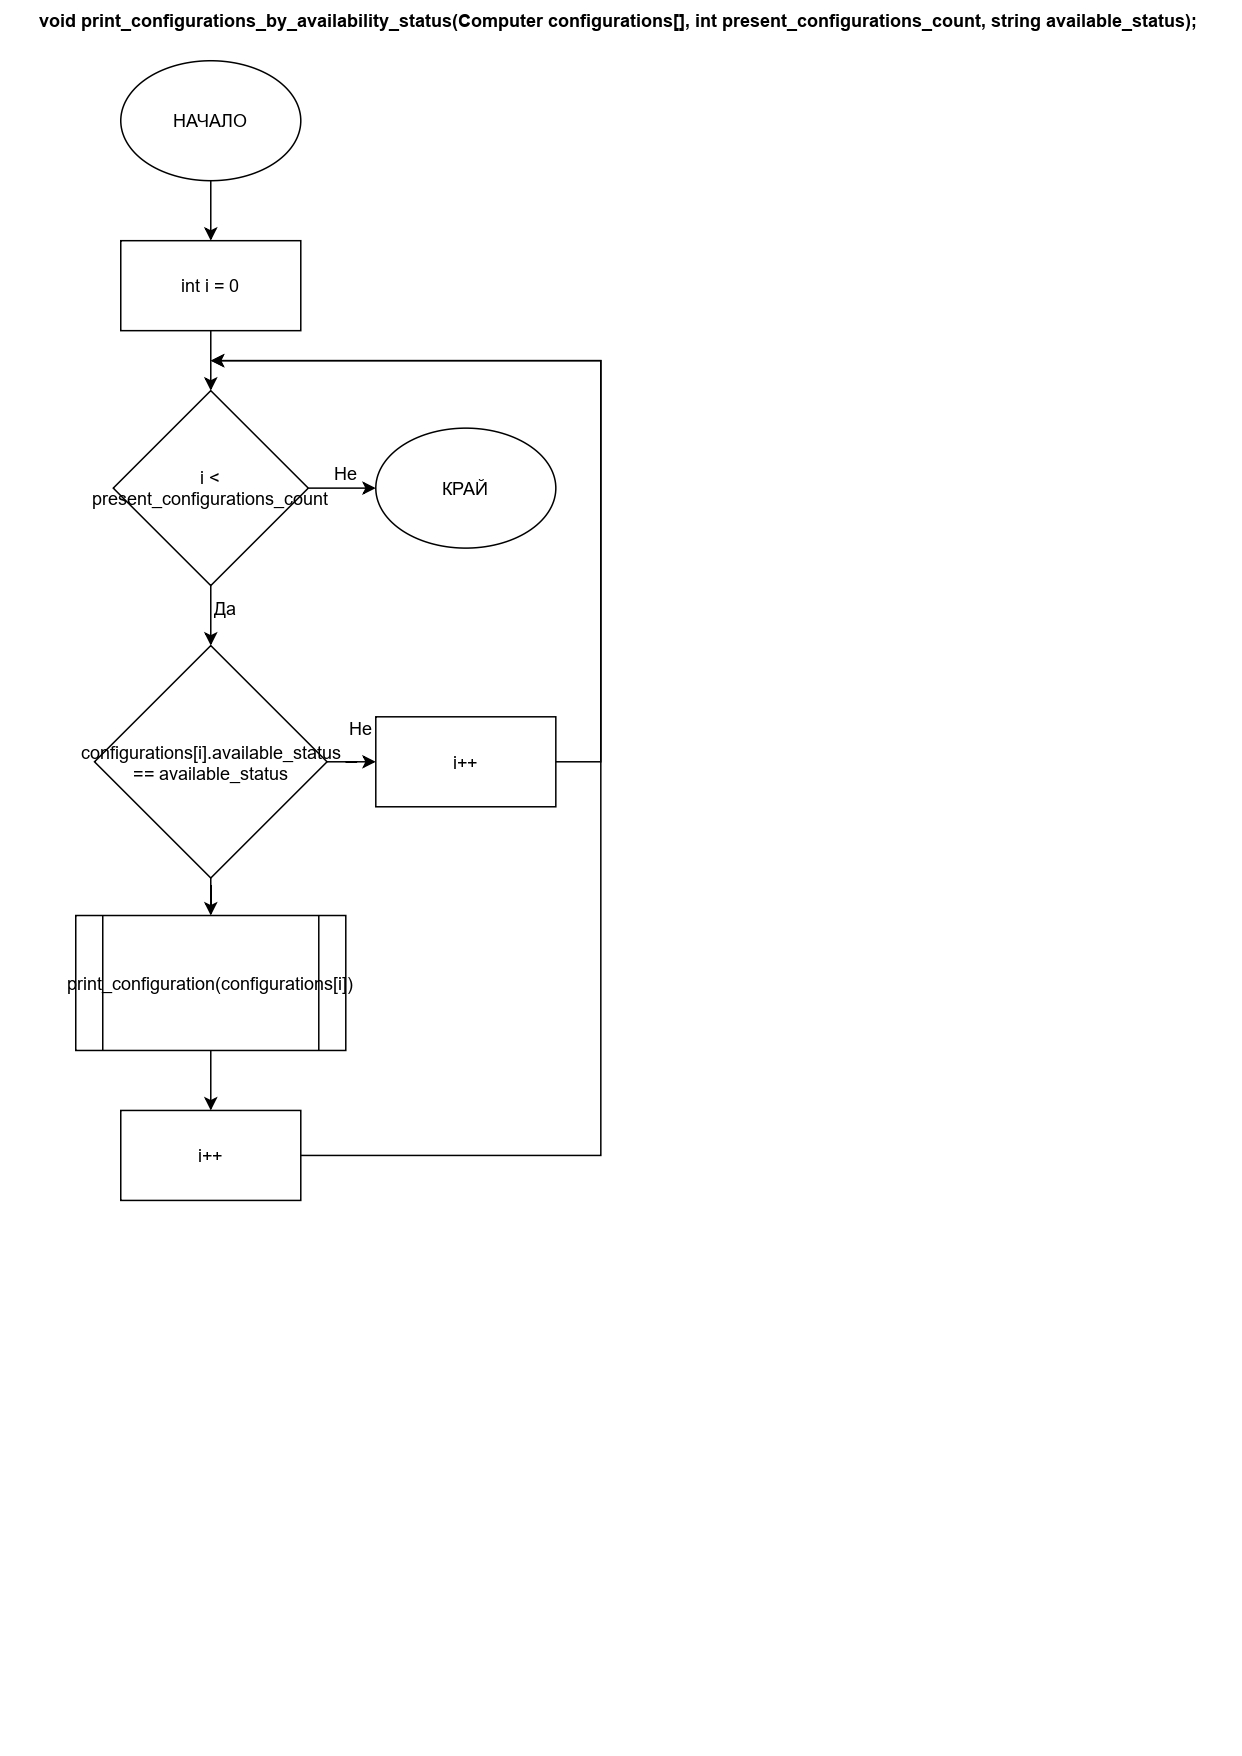 void print_configurations_by_availability_status(Computer configurations[], int present_configurations_count, string available_status);
НАЧАЛО
int i = 0
i <
present_configurations_count
Не
КРАЙ
Да
configurations[i].available_status
== available_status
Не
i++
print_configuration(configurations[i])
i++